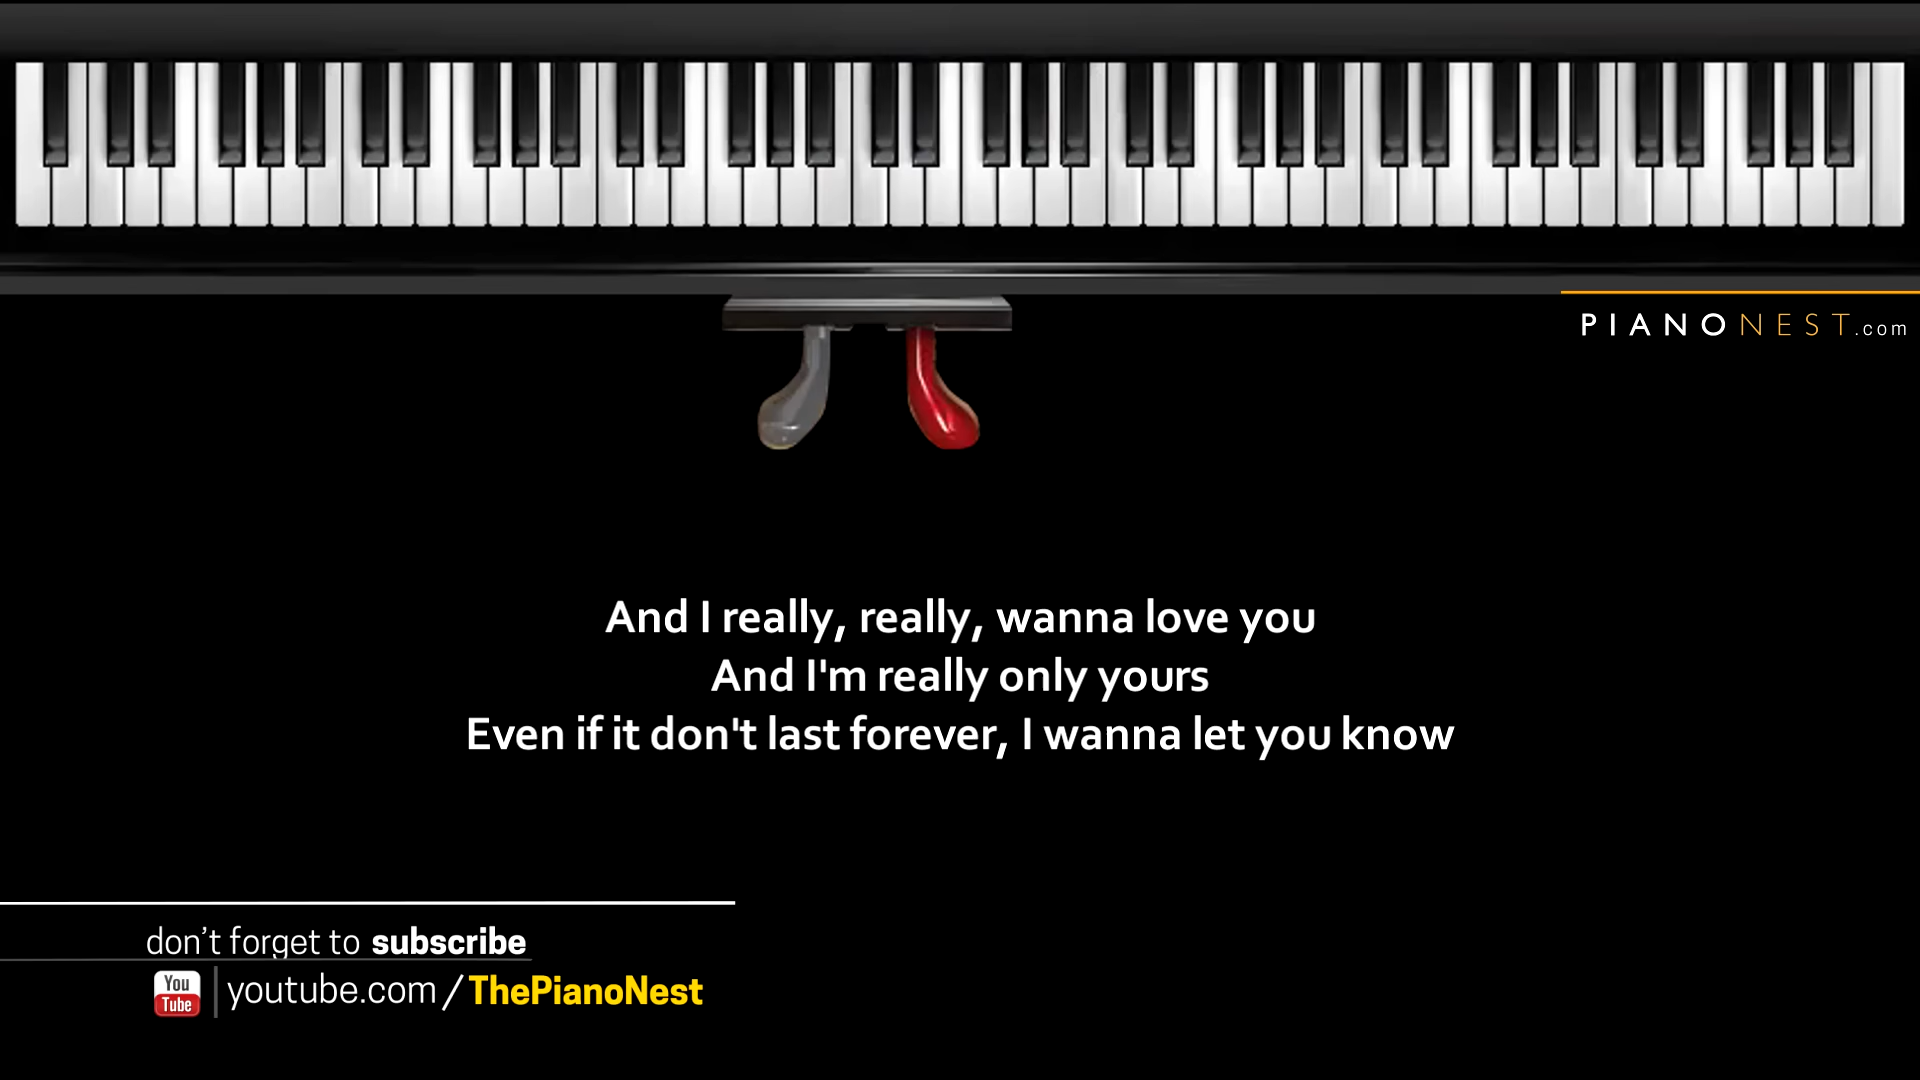 PIANONEST.com
And I really, really, wanna love you
And I'm really only yours
Even if it don't last forever, I wanna let you know
don't forget to subscribe
You
Tube
youtube.com/ThePianoNest